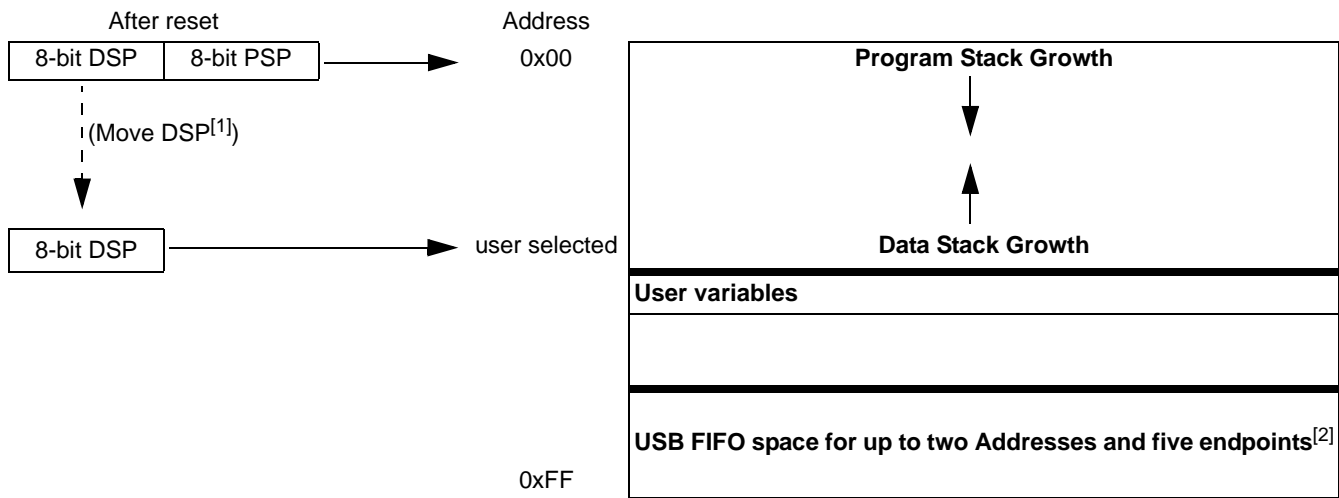 After reset
Address
8-bit DSP 8-bit PSP
0x00
Program Stack Growth
(Move DSP[1])
8-bit DSP
user selected
Data Stack Growth
User variables
USB FIFO space for up to two Addresses and five endpoints[2]
0xFF